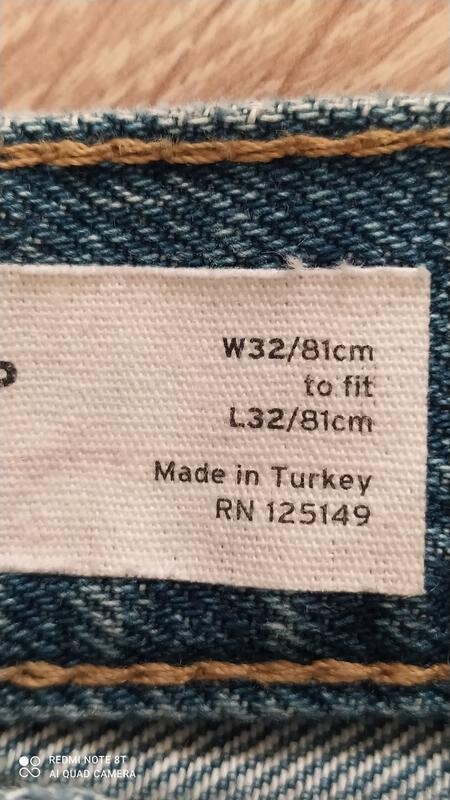 W32/81cm
to fit
L32/81cm
Made in Turkey
RN 125149
REDMI NOTE 8T
AI QUAD CAMERA